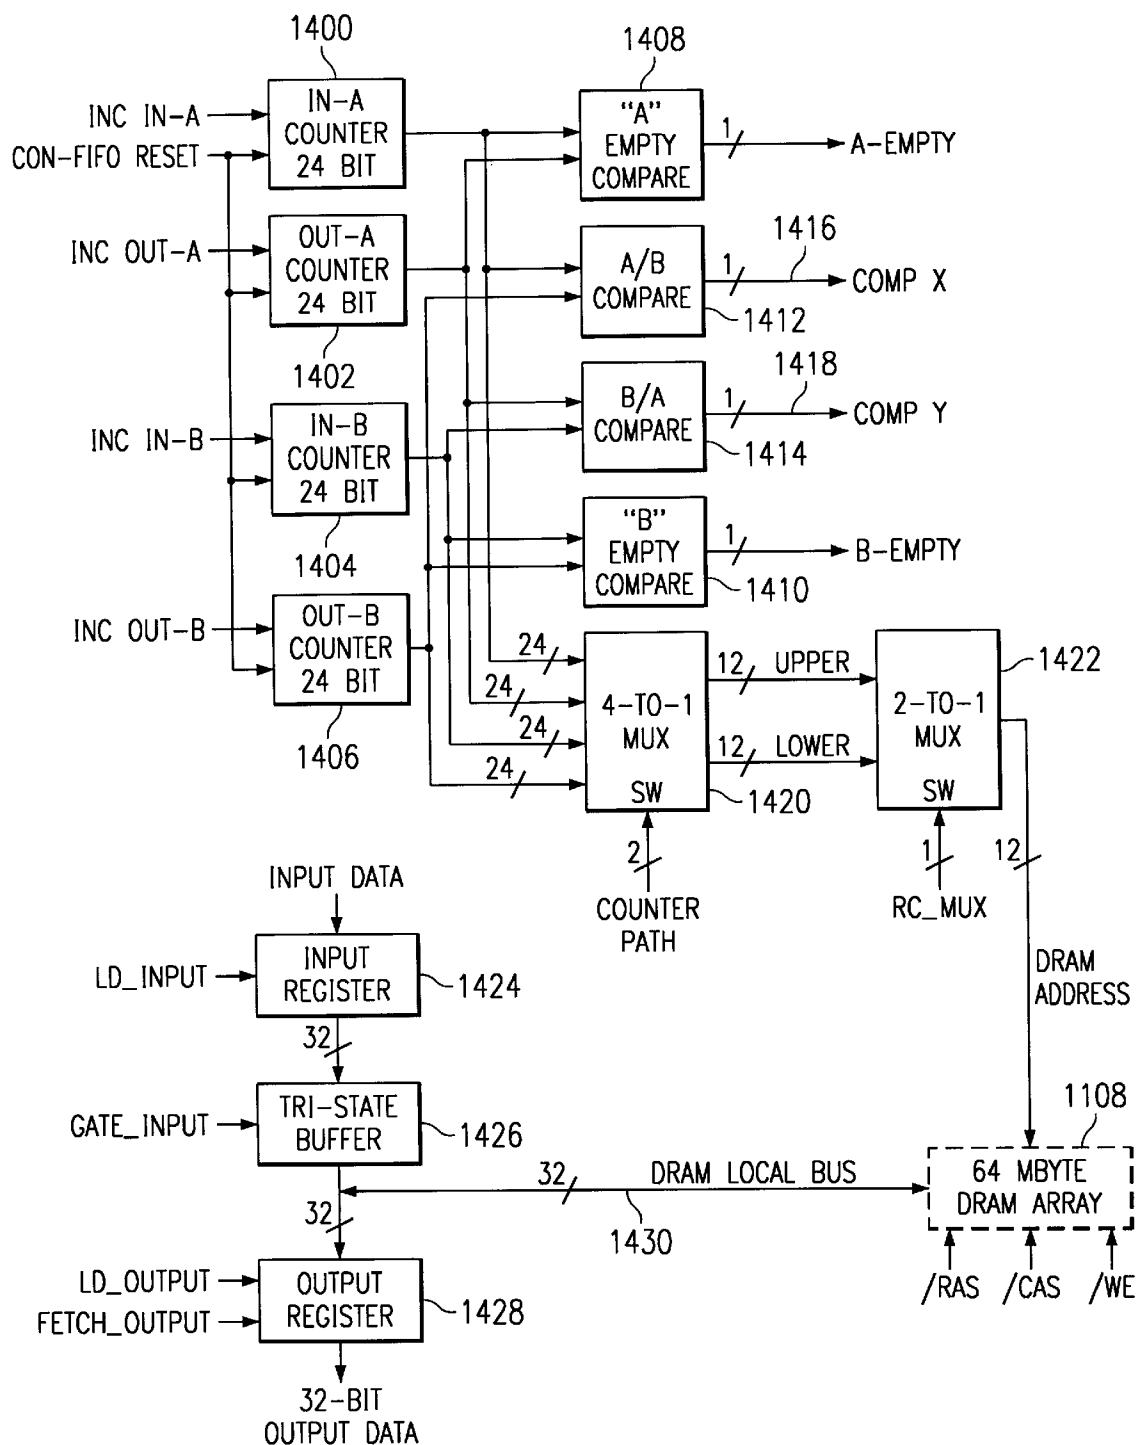 1400
1408
INC IN-A
CON-FIFO RESET
IN-A
COUNTER
24 BIT
"A"
EMPTY
COMPARE
1
A-EMPTY
INC OUT-A
OUT-A
COUNTER
24 BIT
1402
A/B
COMPARE
1412
1
1416
COMP X
B/A
COMPARE
1414
1
1418
COMP Y
INC IN-B
IN-B
COUNTER
24 BIT
1404
"B"
EMPTY
COMPARE
1410
1
B-EMPTY
INC OUT-B
OUT-B
COUNTER
24 BIT
1406
24
24
24
24
4-TO-1
MUX
SW
1420
12
UPPER
12
LOWER
2-TO-1
MUX
SW
1422
2
COUNTER
PATH
1
RC_MUX
12
DRAM
ADDRESS
INPUT DATA
LD_INPUT
INPUT
REGISTER
1424
32
GATE_INPUT
TRI-STATE
BUFFER
1426
1108
32
DRAM LOCAL BUS
1430
64 MBYTE
DRAM ARRAY
/RAS
/CAS
/WE
32
LD_OUTPUT
FETCH_OUTPUT
OUTPUT
REGISTER
1428
32-BIT
OUTPUT DATA